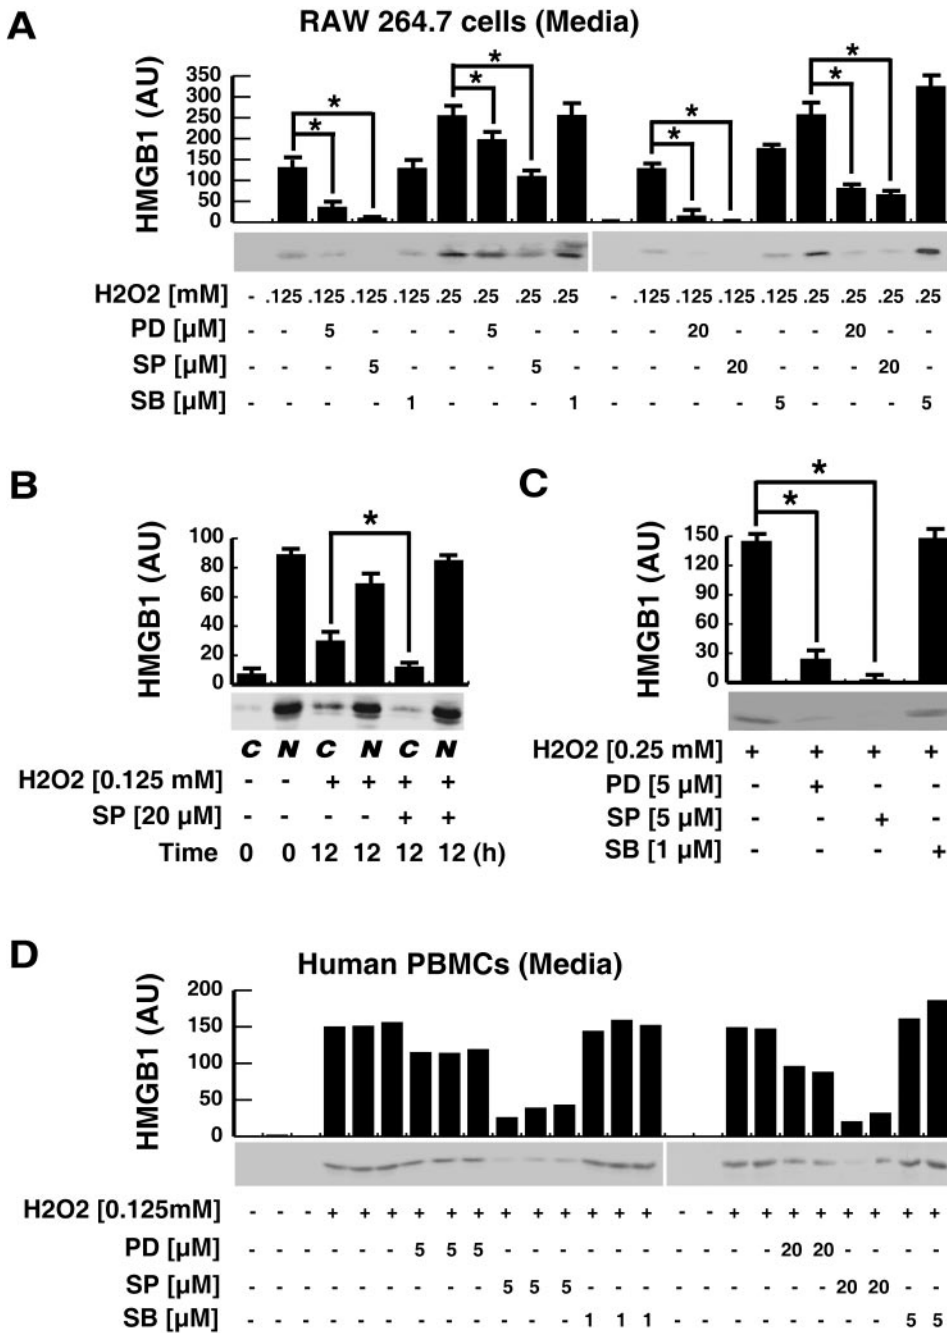 A
RAW 264.7 cells (Media)
HMGB1 (AU)
350
300
250
200
150
100
50
0
* * * * * * * *
H2O2 [mM] - .125 .125 .125 .125 .25 .25 .25 .25 - .125 .125 .125 .125 .25 .25 .25 .25
PD [µM] - - 5 - - - 5 - - - - 20 - - - 20 - -
SP [µM] - - - 5 - - - 5 - - - - 20 - - - 20 -
SB [µM] - - - - 1 - - - 1 - - - - 5 - - - 5
B
HMGB1 (AU)
100
80
60
40
20
0
*
C N C N C N
H2O2 [0.125 mM] - - + + + +
SP [20 µM] - - - - + +
Time 0 0 12 12 12 12 (h)
C
HMGB1 (AU)
150
120
90
60
30
0
* *
H2O2 [0.25 mM] + + + +
PD [5 µM] - + - -
SP [5 µM] - - + -
SB [1 µM] - - - +
D
Human PBMCs (Media)
HMGB1 (AU)
200
150
100
50
0
H2O2 [0.125mM] - - - + + + + + + + + + + + + - - + + + + + + + +
PD [µM] - - - - - - 5 5 5 - - - - - - - - - - 20 20 - - - -
SP [µM] - - - - - - - - - 5 5 5 - - - - - - - - - 20 20 - -
SB [µM] - - - - - - - - - - - - 1 1 1 - - - - - - - - 5 5